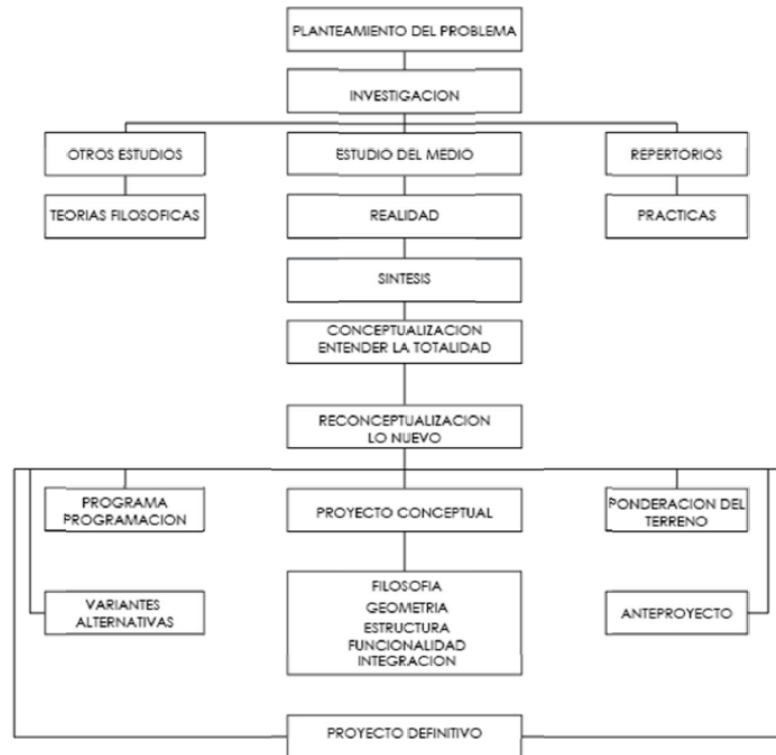 PLANTEAMIENTO DEL PROBLEMA
INVESTIGACION
OTROS ESTUDIOS
ESTUDIO DEL MEDIO
REPERTORIOS
TEORIAS FILOSOFICAS
REALIDAD
PRACTICAS
SINTESIS
CONCEPTUALIZACION
ENTENDER LA TOTALIDAD
RECONCEPTUALIZACION
LO NUEVO
PROGRAMA
PROGRAMACION
PROYECTO CONCEPTUAL
PONDERACION DEL
TERRENO
VARIANTES
ALTERNATIVAS
FILOSOFIA
GEOMETRIA
ESTRUCTURA
FUNCIONALIDAD
INTEGRACION
ANTEPROYECTO
PROYECTO DEFINITIVO